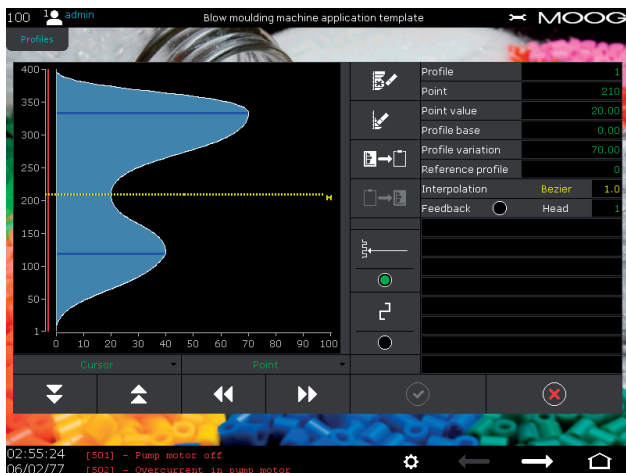 100 1 admin Blow moulding machine application template MOOG
Profiles
400
350
300
250
200
150
100
50
1
0 10 20 30 40 50 60 70 80 90 100
M
Cursor Point
Profile 1
Point 210
Point value 20.00
Profile base 0.00
Profile variation 70.00
Reference profile 0
Interpolation Bezier 1.0
Feedback Head 1
02:55:24 [501] - Pump motor off
06/02/77 [502] - Overcurrent in pump motor